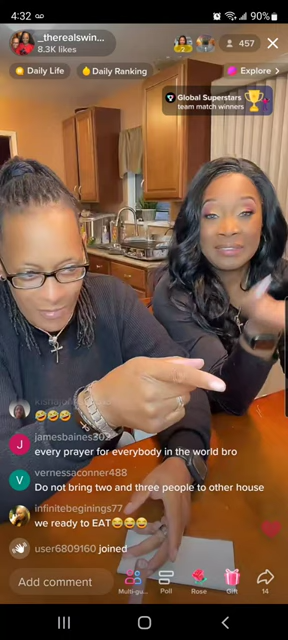 4:32
90%
_therealswin...
8.3K likes
457
Daily Life
Daily Ranking
Explore >
Global Superstars
team match winners
🤣🤣🤣
jamesbaines302
every prayer for everybody in the world bro
vernessaconner488
Do not bring two and three people to other house
infinitebeginings77
we ready to EAT😂😂😂
user6809160 joined
Add comment
Multi-gu...
Poll
Rose
Gift
14